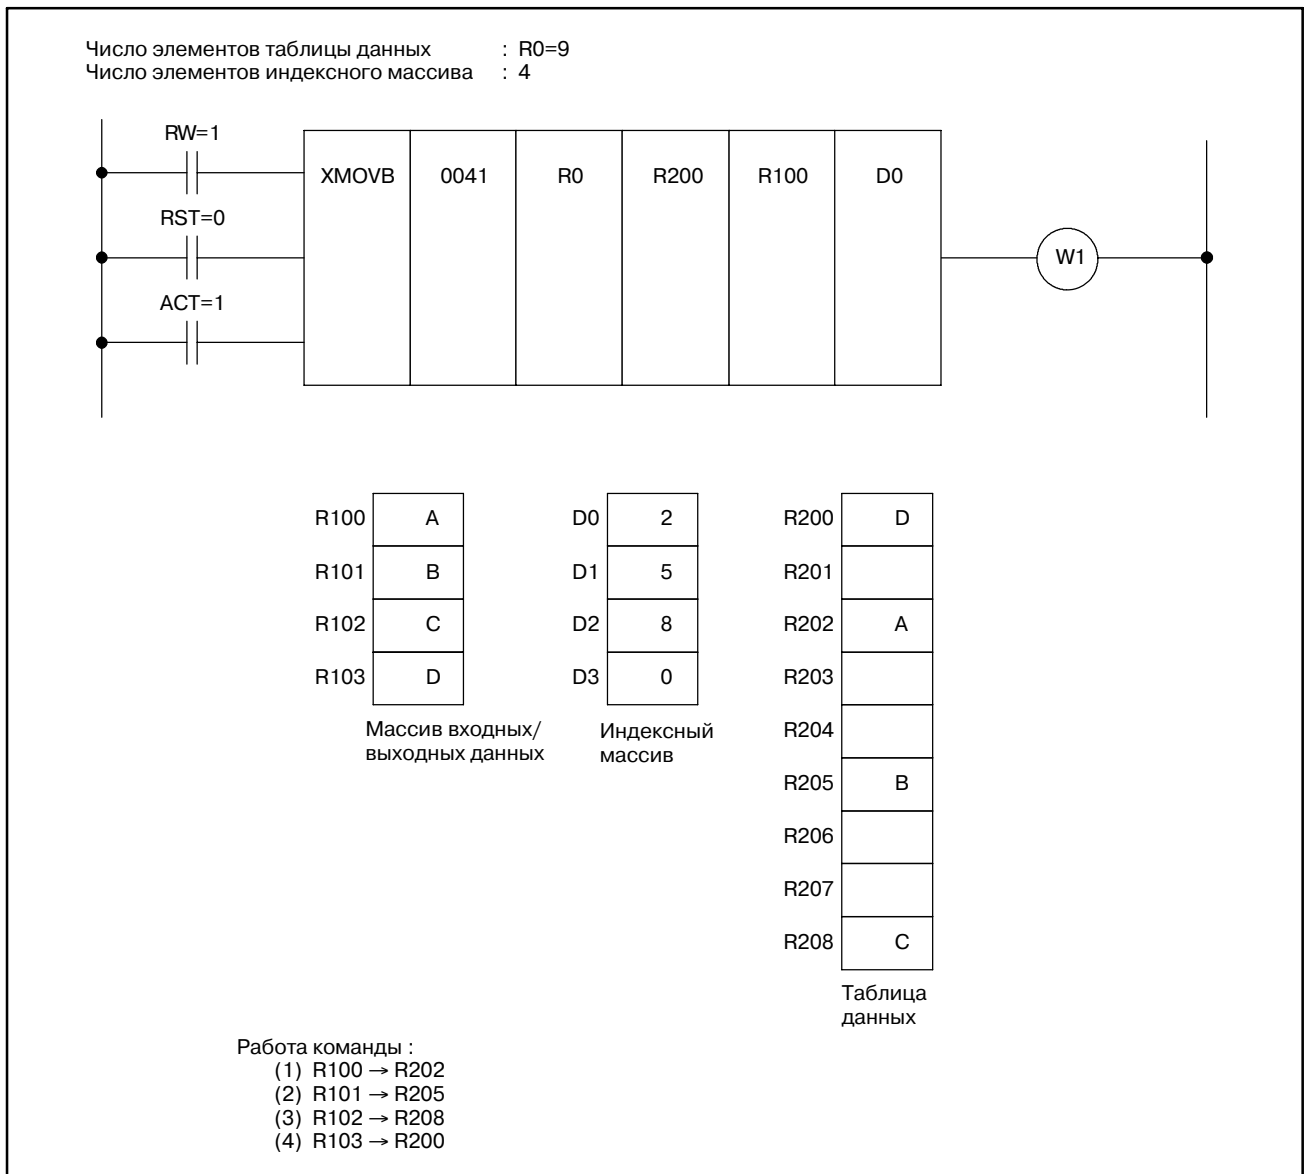 Число элементов таблицы данных : R0=9
Число элементов индексного массива : 4
RW=1
XMOVB 0041 R0 R200 R100 D0
RST=0
W1
ACT=1
R100 A D0 2 R200 D
R101 B D1 5 R201
R102 C D2 8 R202 A
R103 D D3 0 R203
Массив входных/ Индексный R204
выходных данных массив
R205 B
R206
R207
R208 C
Таблица
данных
Работа команды :
(1) R100 → R202
(2) R101 → R205
(3) R102 → R208
(4) R103 → R200